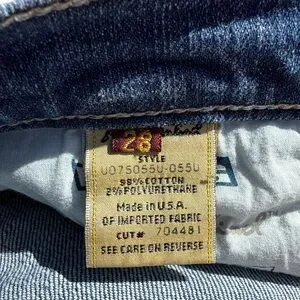 28
STYLE
U075055U-055U
98% COTTON
2% POLYURETHANE
Made in U.S.A.
OF IMPORTED FABRIC
CUT# 704481
SEE CARE ON REVERSE